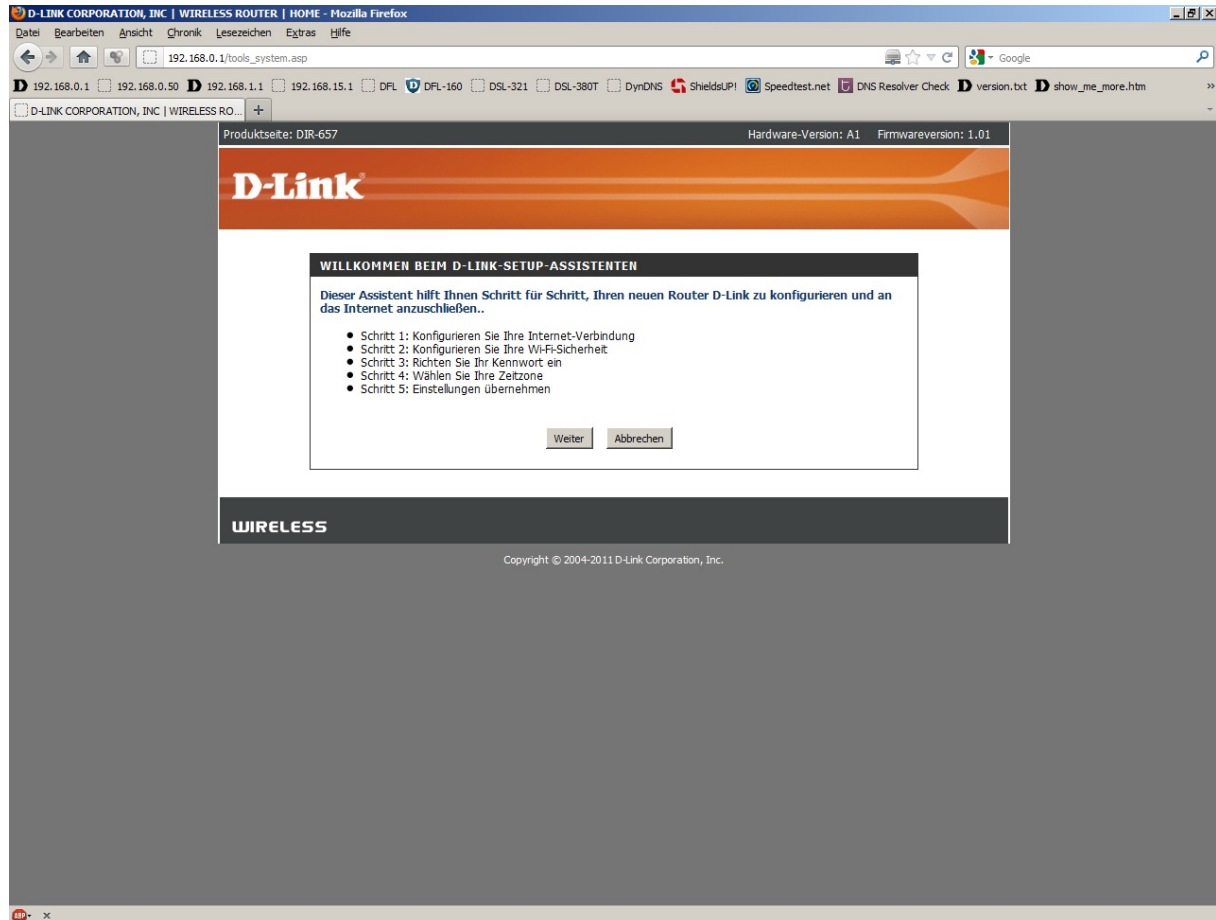 D-LINK CORPORATION, INC | WIRELESS ROUTER | HOME - Mozilla Firefox
Datei Bearbeiten Ansicht Chronik Lesezeichen Extras Hilfe
192.168.0.1/tools_system.asp
Google
192.168.0.1 192.168.0.50 192.168.1.1 192.168.15.1 DFL DFL-160 DSL-321 DSL-380T DynDNS ShieldsUP! Speedtest.net DNS Resolver Check version.txt show_me_more.htm »
D-LINK CORPORATION, INC | WIRELESS RO... +
Produktseite: DIR-657 Hardware-Version: A1 Firmwareversion: 1.01
D-Link®
WILLKOMMEN BEIM D-LINK-SETUP-ASSISTENTEN
Dieser Assistent hilft Ihnen Schritt für Schritt, Ihren neuen Router D-Link zu konfigurieren und an
das Internet anzuschließen..
• Schritt 1: Konfigurieren Sie Ihre Internet-Verbindung
• Schritt 2: Konfigurieren Sie Ihre Wi-Fi-Sicherheit
• Schritt 3: Richten Sie Ihr Kennwort ein
• Schritt 4: Wählen Sie Ihre Zeitzone
• Schritt 5: Einstellungen übernehmen
Weiter Abbrechen
WIRELESS
Copyright © 2004-2011 D-Link Corporation, Inc.
ABP